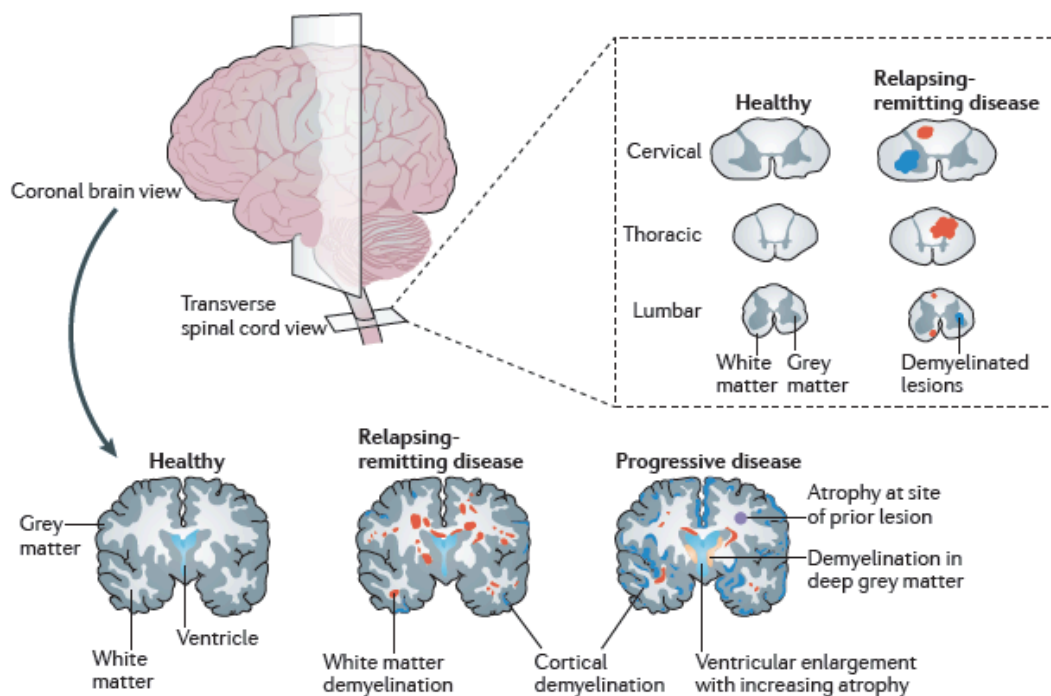 Coronal brain view
Transverse
spinal cord view
Healthy
Relapsing-
remitting disease
Cervical
Thoracic
Lumbar
White
matter
Grey
matter
Demyelinated
lesions
Healthy
Relapsing-
remitting disease
Progressive disease
Grey
matter
White
matter
Ventricle
White matter
demyelination
Cortical
demyelination
Atrophy at site
of prior lesion
Demyelination in
deep grey matter
Ventricular enlargement
with increasing atrophy